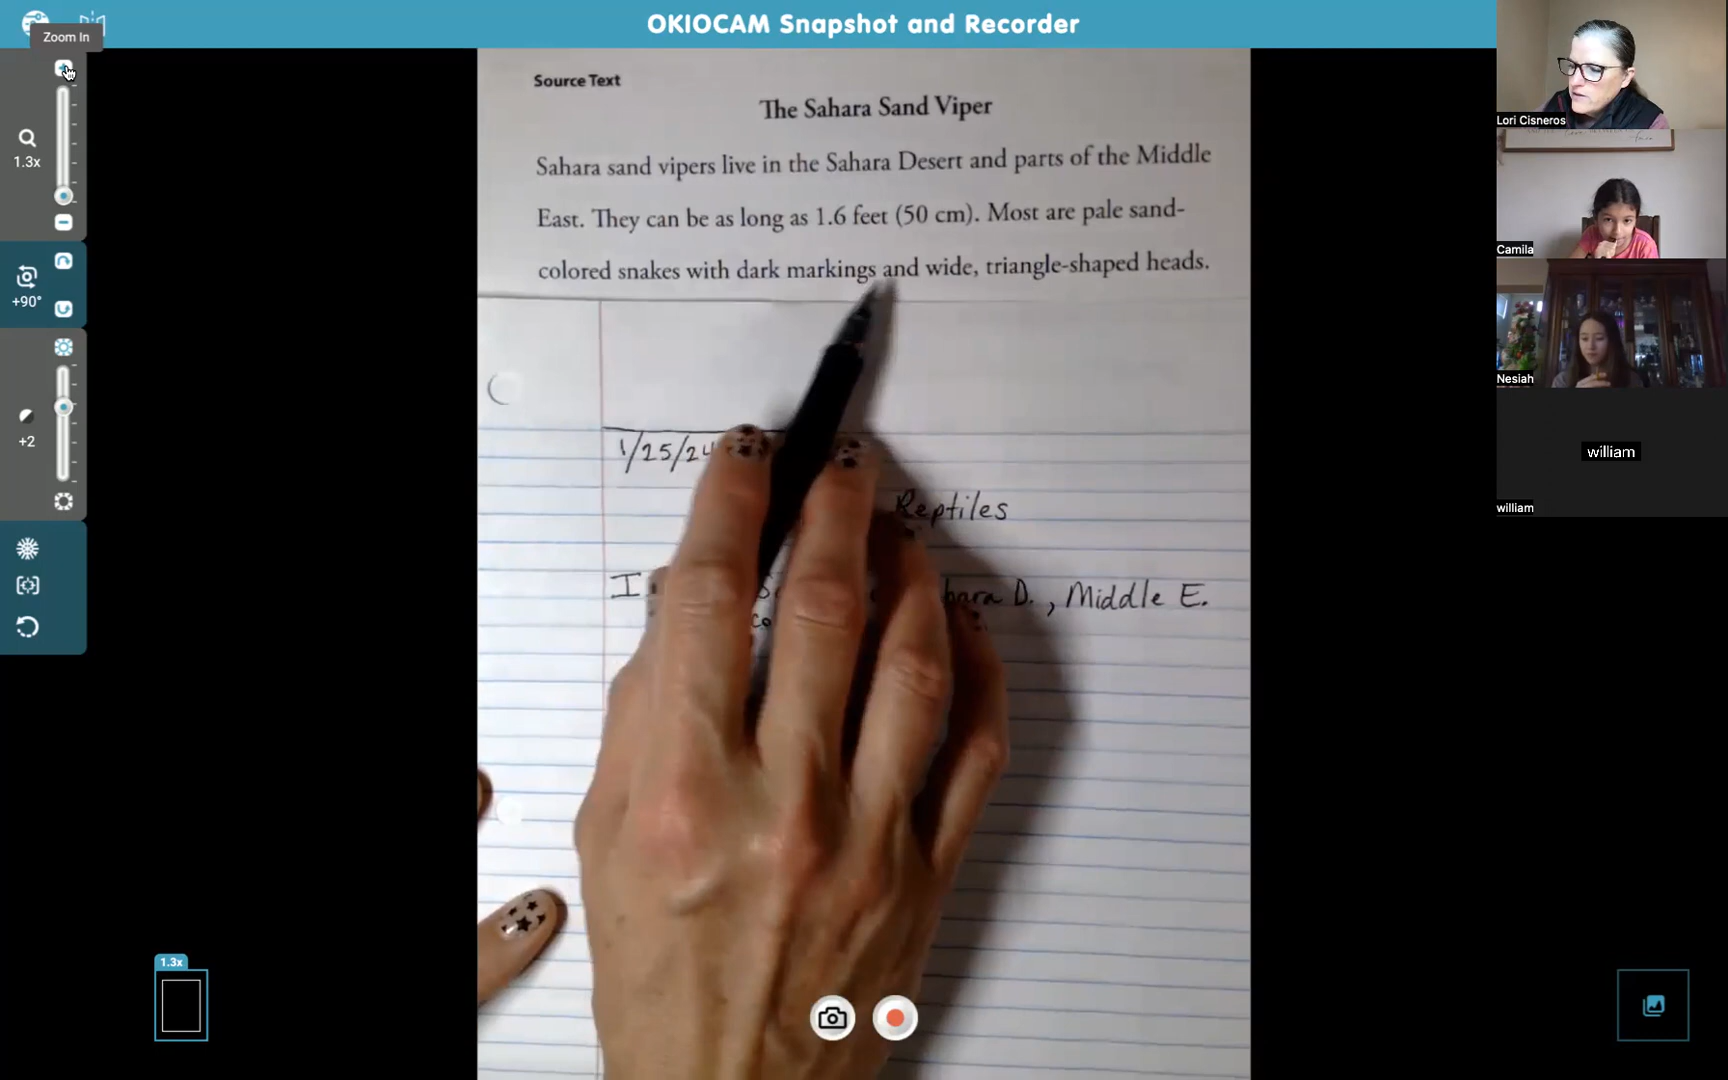 OKIOCAM Snapshot and Recorder
Zoom In
1.3x
+90°
+2
Source Text
The Sahara Sand Viper
Sahara sand vipers live in the Sahara Desert and parts of the Middle
East. They can be as long as 1.6 feet (50 cm). Most are pale sand-
colored snakes with dark markings and wide, triangle-shaped heads.
1/25/24
Reptiles
I. D., Middle E.
Lori Cisneros
Camila
Nesiah
william
william
1.3x